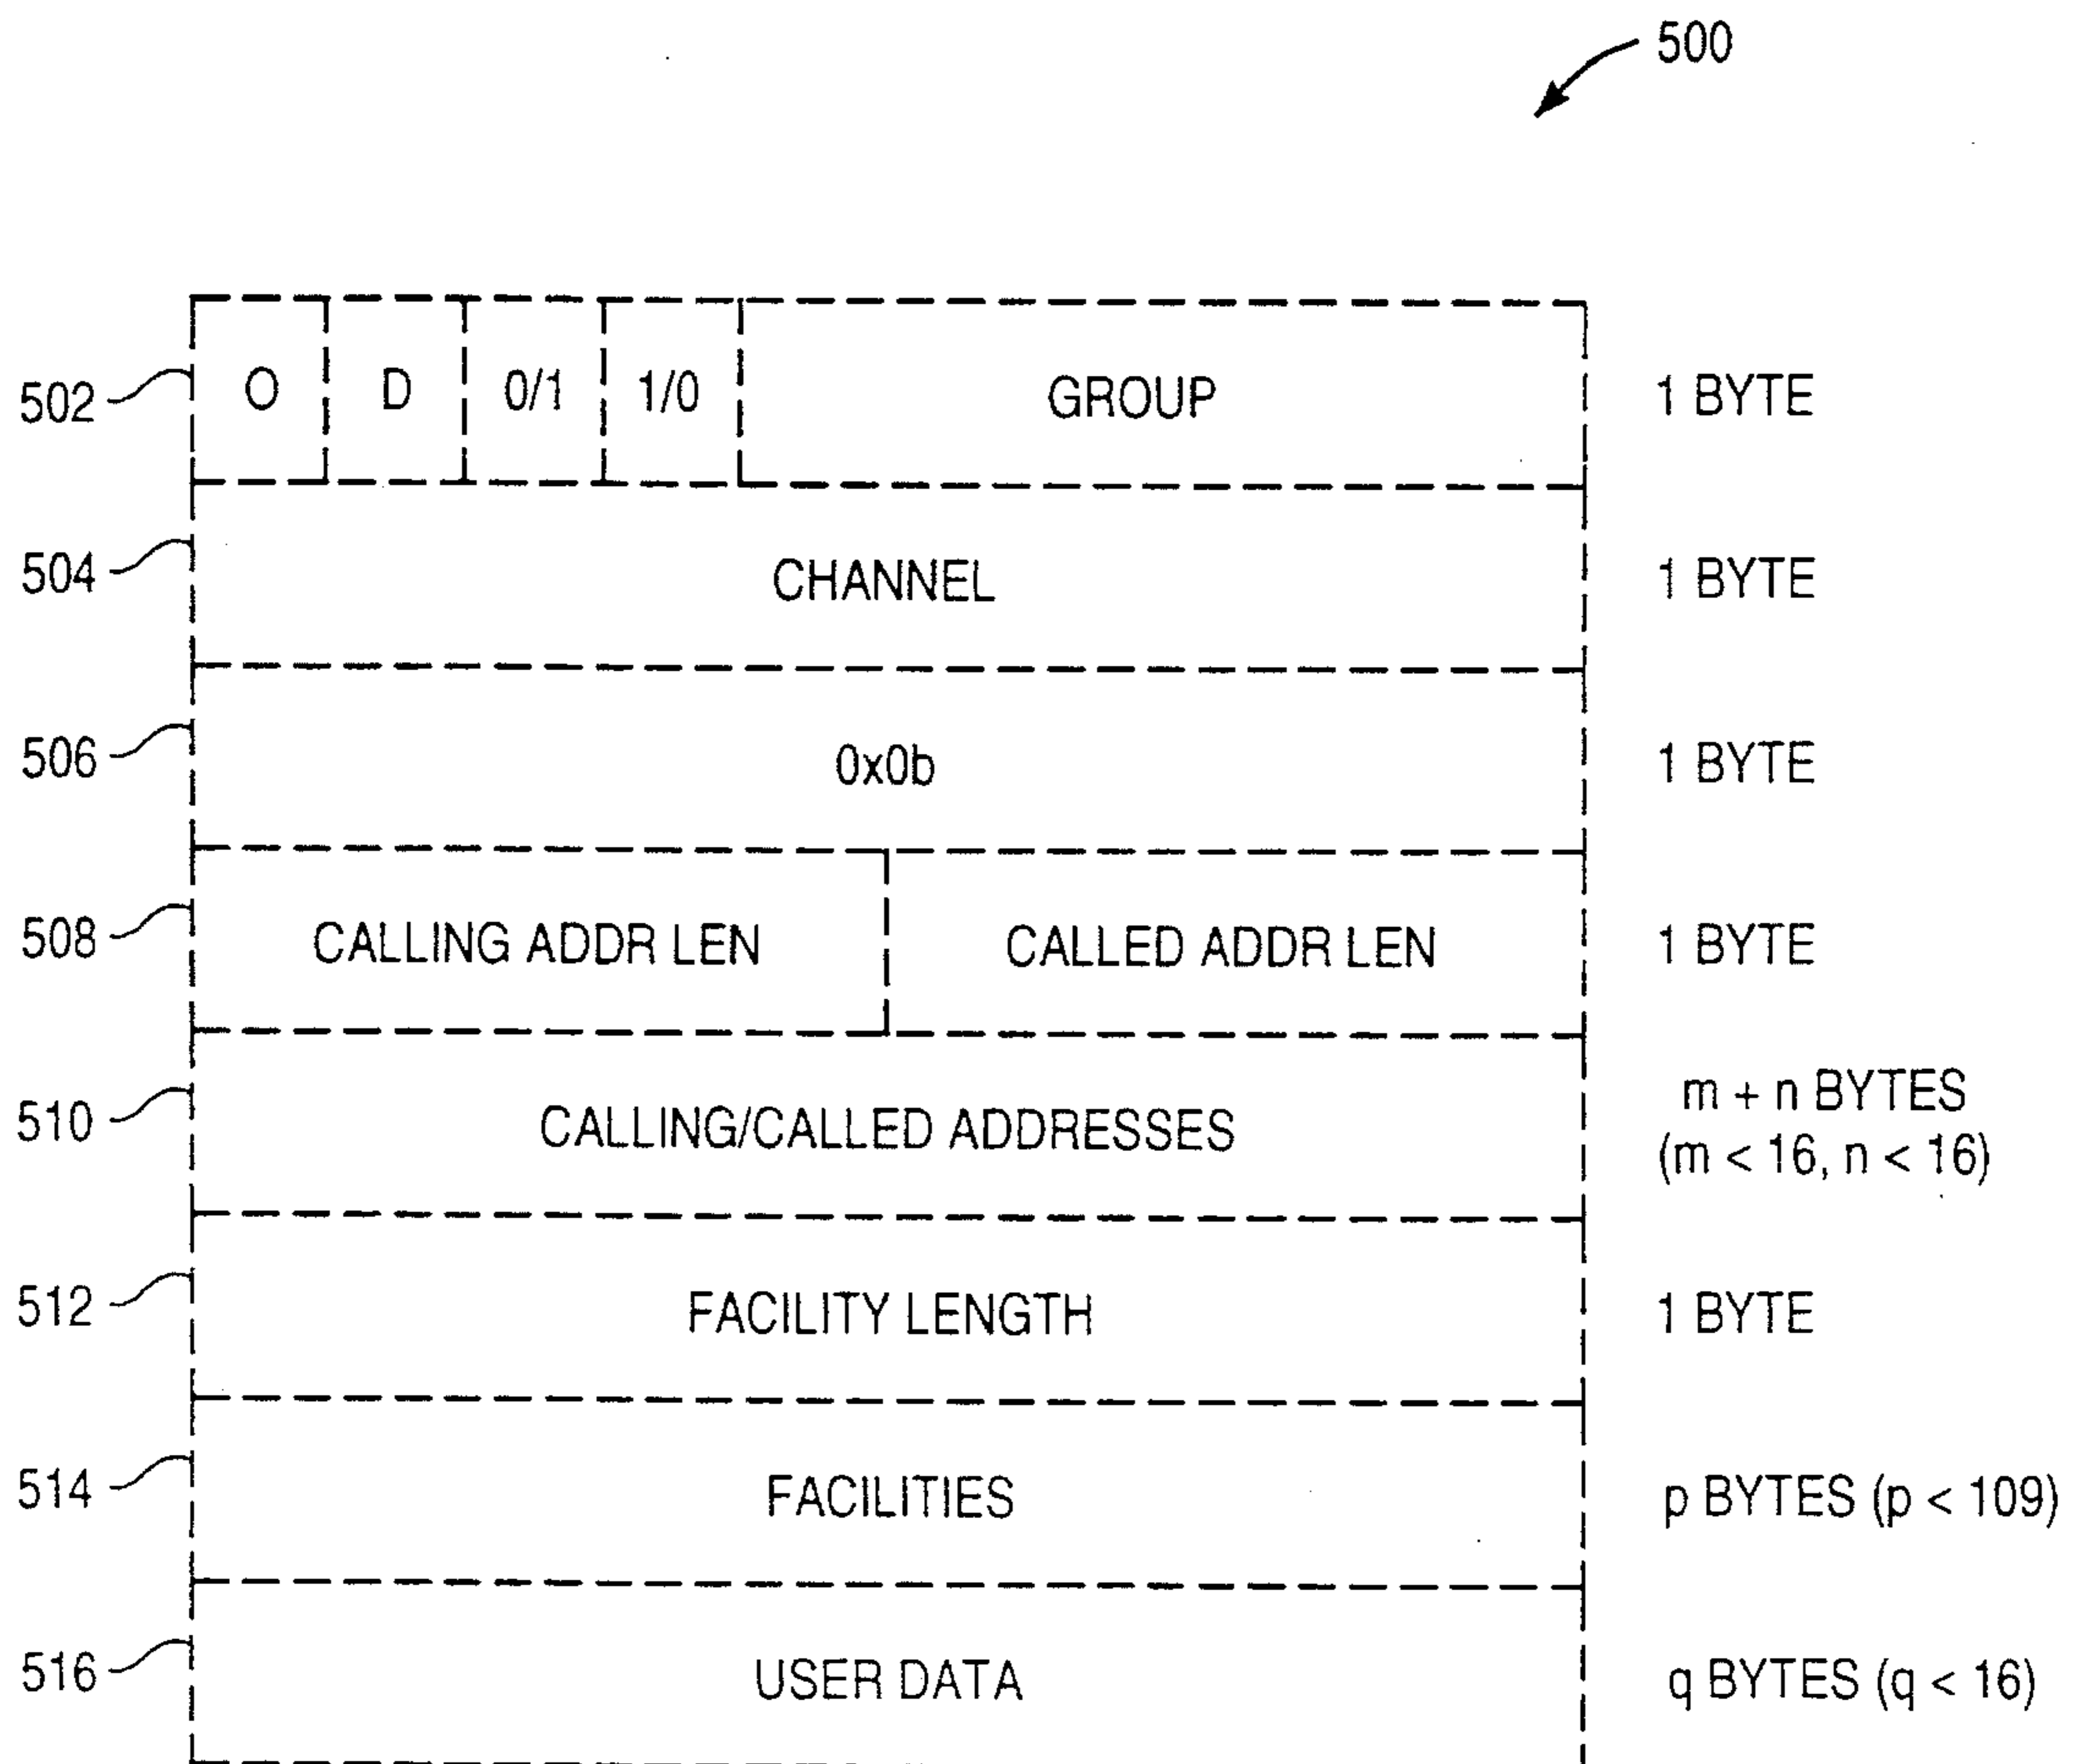 500
502 O D 0/1 1/0 GROUP 1 BYTE
504 CHANNEL 1 BYTE
506 0x0b 1 BYTE
508 CALLING ADDR LEN CALLED ADDR LEN 1 BYTE
510 CALLING/CALLED ADDRESSES m + n BYTES
(m < 16, n < 16)
512 FACILITY LENGTH 1 BYTE
514 FACILITIES p BYTES (p < 109)
516 USER DATA q BYTES (q < 16)